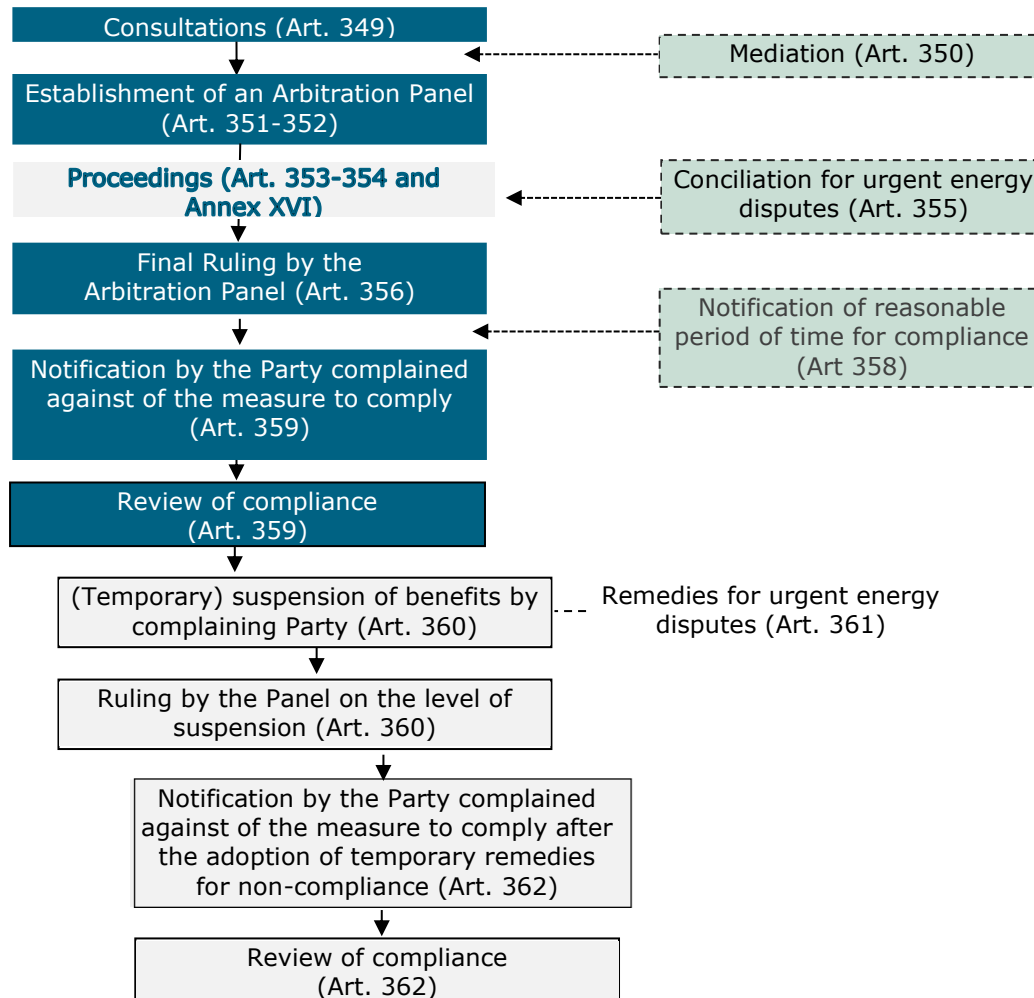 Consultations (Art. 349)
Mediation (Art. 350)
Establishment of an Arbitration Panel
(Art. 351-352)
Proceedings (Art. 353-354 and
Annex XVI)
Conciliation for urgent energy
disputes (Art. 355)
Final Ruling by the
Arbitration Panel (Art. 356)
Notification of reasonable
period of time for compliance
(Art 358)
Notification by the Party complained
against of the measure to comply
(Art. 359)
Review of compliance
(Art. 359)
(Temporary) suspension of benefits by
complaining Party (Art. 360)
Remedies for urgent energy
disputes (Art. 361)
Ruling by the Panel on the level of
suspension (Art. 360)
Notification by the Party complained
against of the measure to comply after
the adoption of temporary remedies
for non-compliance (Art. 362)
Review of compliance
(Art. 362)